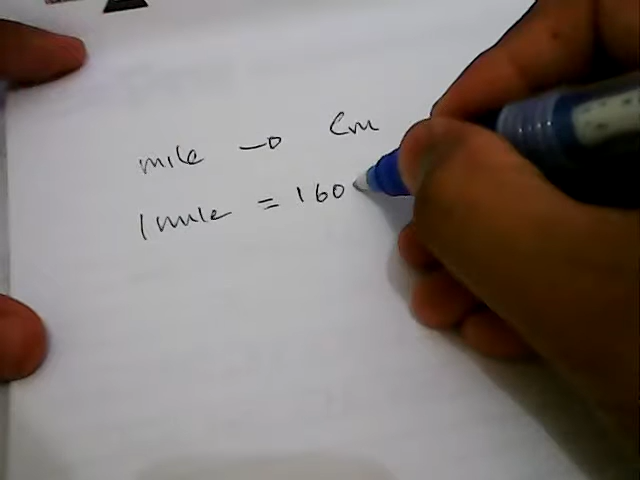 mile → cm
1 mile = 160